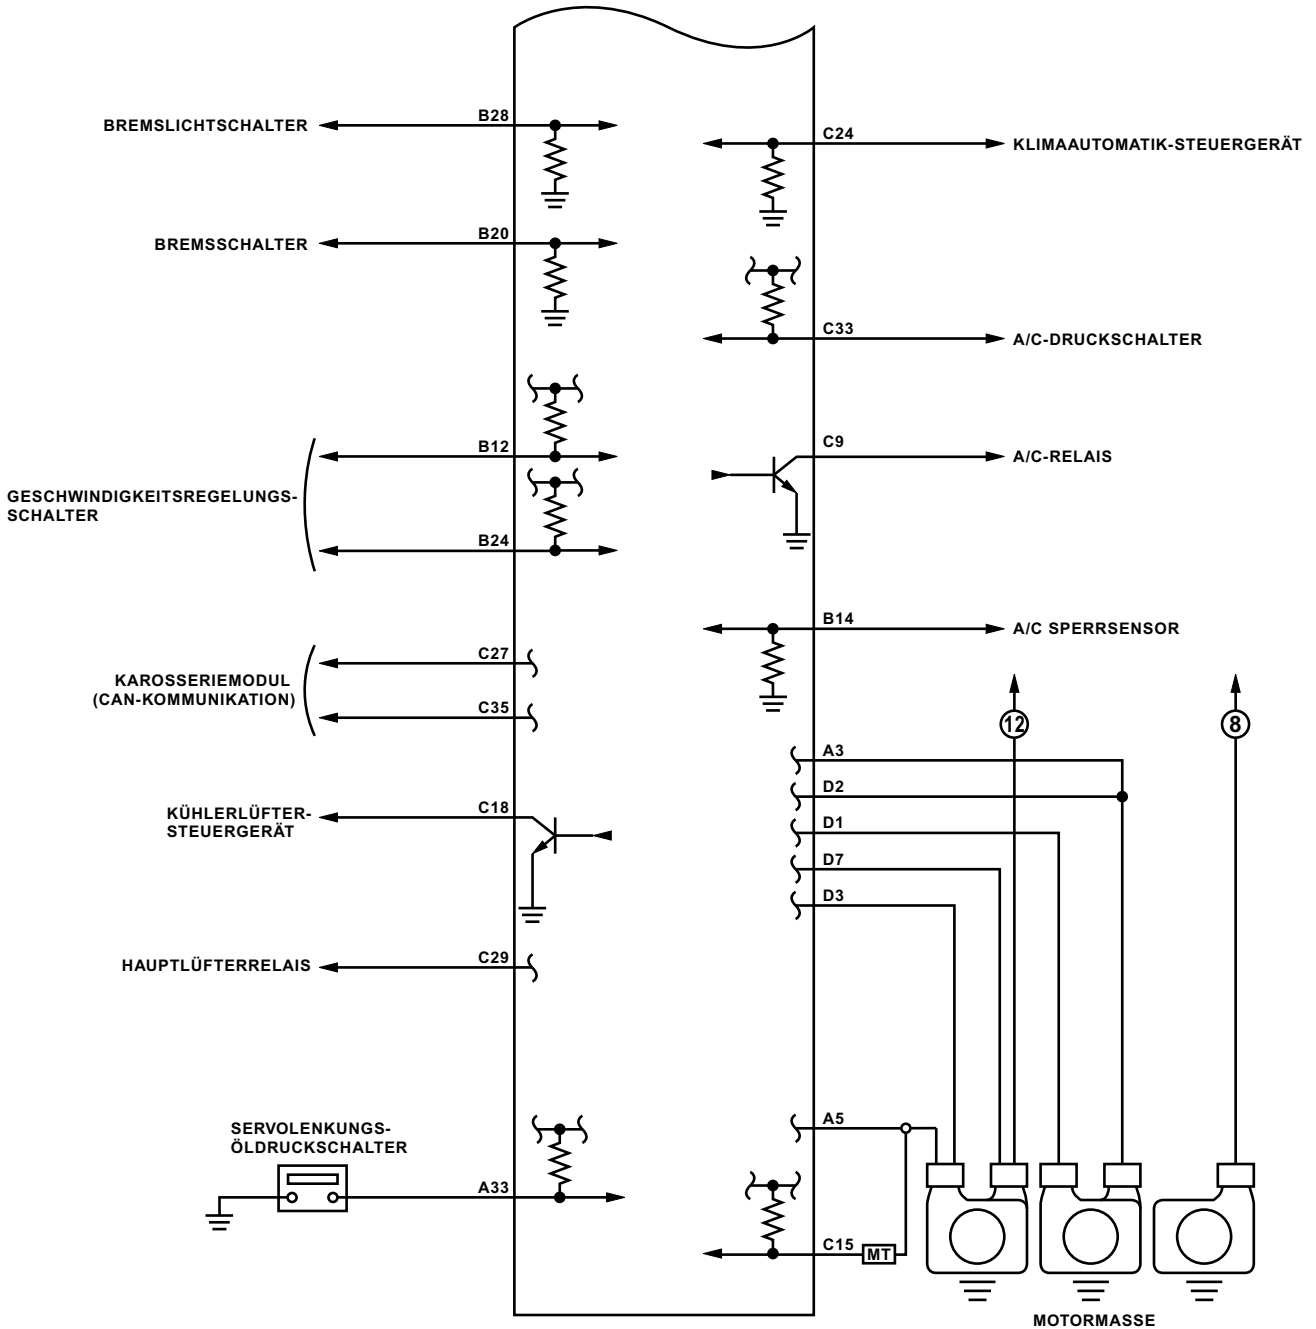 BREMSLICHTSCHALTER
B28
C24
KLIMAAUTOMATIK-STEUERGERÄT
BREMSSCHALTER
B20
C33
A/C-DRUCKSCHALTER
B12
C9
A/C-RELAIS
GESCHWINDIGKEITSREGELUNGS-
SCHALTER
B24
B14
A/C SPERRSENSOR
C27
KAROSSERIEMODUL
(CAN-KOMMUNIKATION)
C35
12
8
A3
D2
D1
D7
D3
KÜHLERLÜFTER-
STEUERGERÄT
C18
HAUPTLÜFTERRELAIS
C29
A5
SERVOLENKUNGS-
ÖLDRUCKSCHALTER
A33
C15
MT
MOTORMASSE